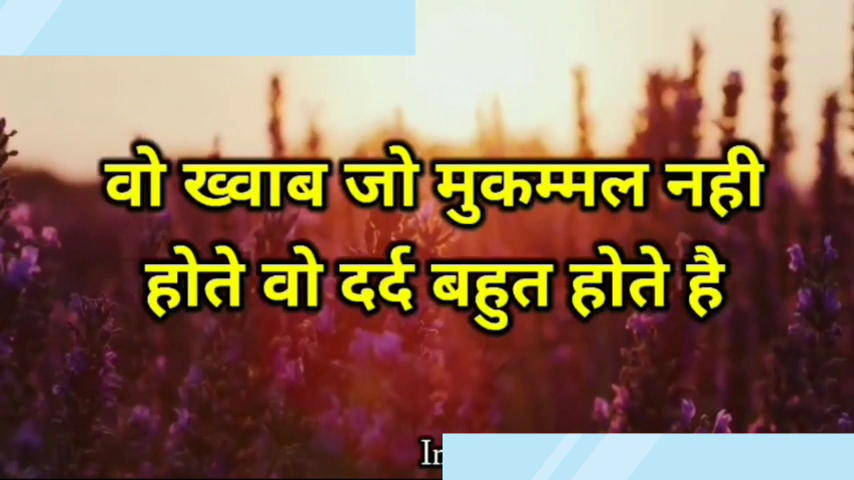 वो ख्वाब जो मुकम्मल नही
होते वो दर्द बहुत होते है